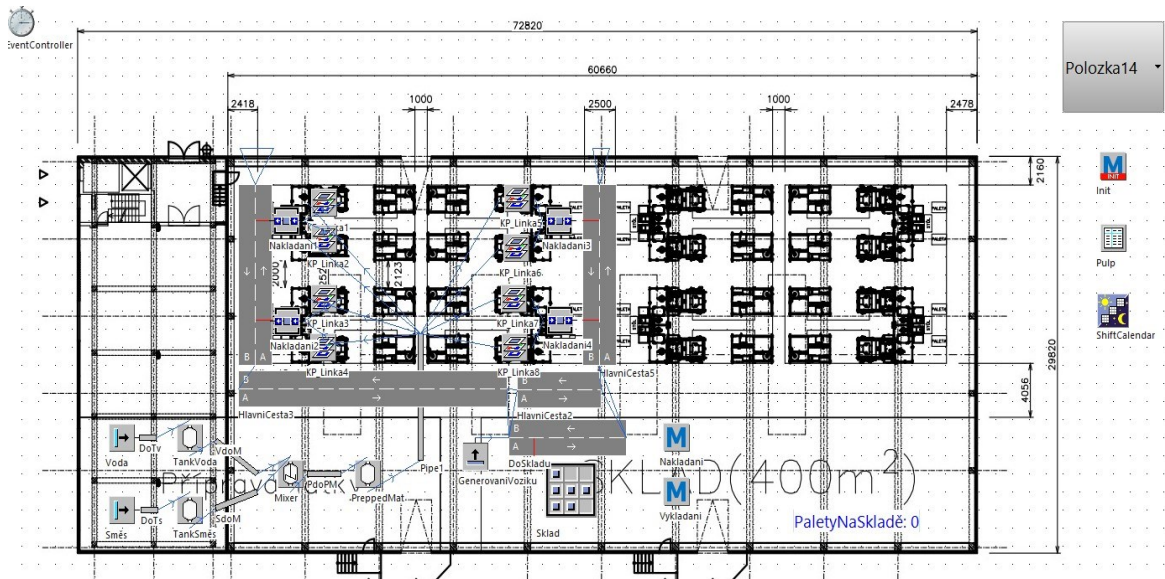 EventController
72820
Polozka14
60660
2418
1000
2500
1000
2478
2160
Init
KP_Linka5
Nakladani1
Nakladani3
KP_Linka2
KP_Linka6
Pulp
2000
2123
ShiftCalendar
KP_Linka3
KP_Linka7
Nakladani2
Nakladani4
B A
B A
KP_Linka4
KP_Linka8
HlavniCesta5
29820
B
A
B
A
4056
HlavniCesta3
HlavniCesta2
B
A
Voda
DoTv
TankVoda
VdoM
DoSkladu
Nakladani
Pipe1
GenerovaniVoziku
SKLAD(400m²)
Mixer
PdoPM
PreppedMat
Směs
DoTs
TankSměs
SdoM
Sklad
Vykladani
PaletyNaSkladě: 0